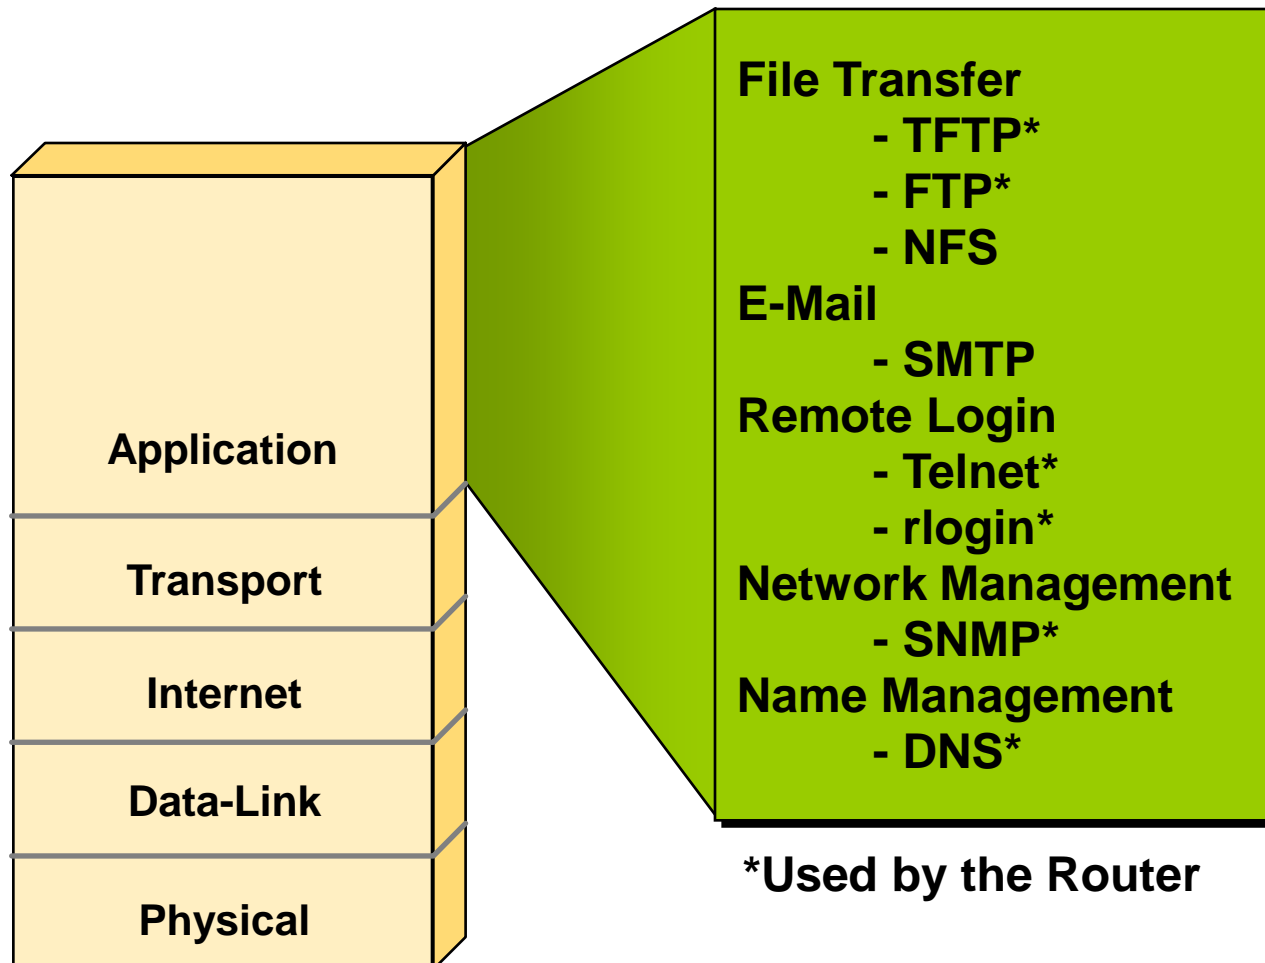 Application
Transport
Internet
Data-Link
Physical
File Transfer
- TFTP*
- FTP*
- NFS
E-Mail
- SMTP
Remote Login
- Telnet*
- rlogin*
Network Management
- SNMP*
Name Management
- DNS*
*Used by the Router